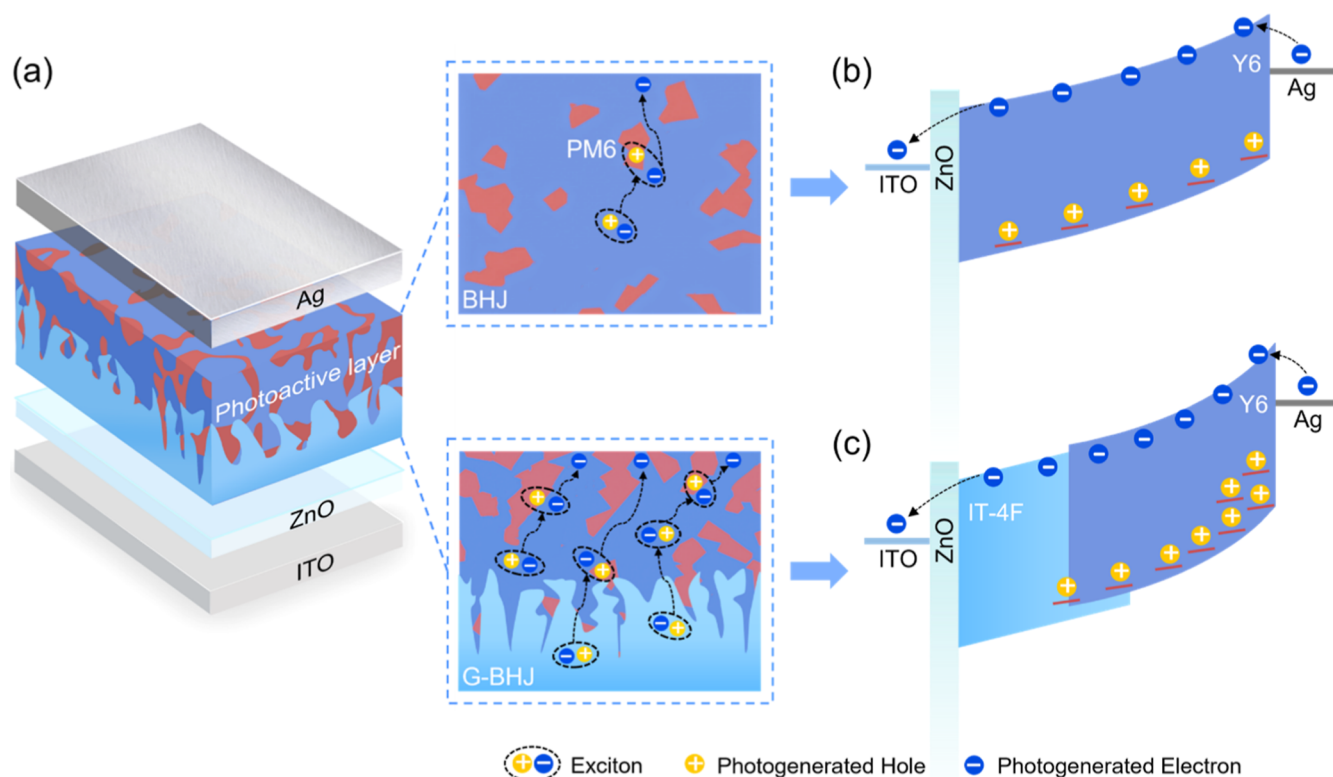 (a)
Ag
Photoactive layer
ZnO
ITO
PM6
BHJ
G-BHJ
(b)
Y6
Ag
ITO
ZnO
(c)
Y6
Ag
IT-4F
ITO
ZnO
Exciton
Photogenerated Hole
Photogenerated Electron